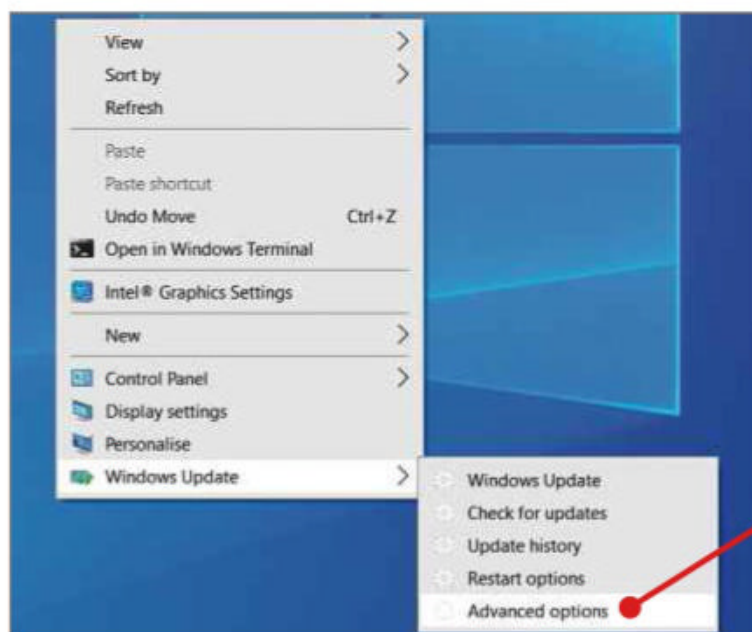 View
Sort by
Refresh
Paste
Paste shortcut
Undo Move Ctrl+Z
Open in Windows Terminal
Intel® Graphics Settings
New
Control Panel
Display settings
Personalise
Windows Update
Windows Update
Check for updates
Update history
Restart options
Advanced options